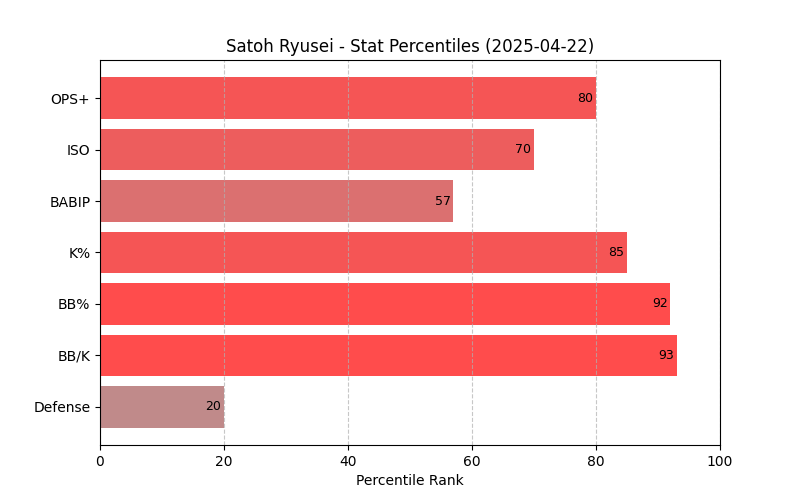 Satoh Ryusei - Stat Percentiles (2025-04-22)
OPS+ 80
ISO 70
BABIP 57
K% 85
BB% 92
BB/K 93
Defense 20
0 20 40 60 80 100
Percentile Rank